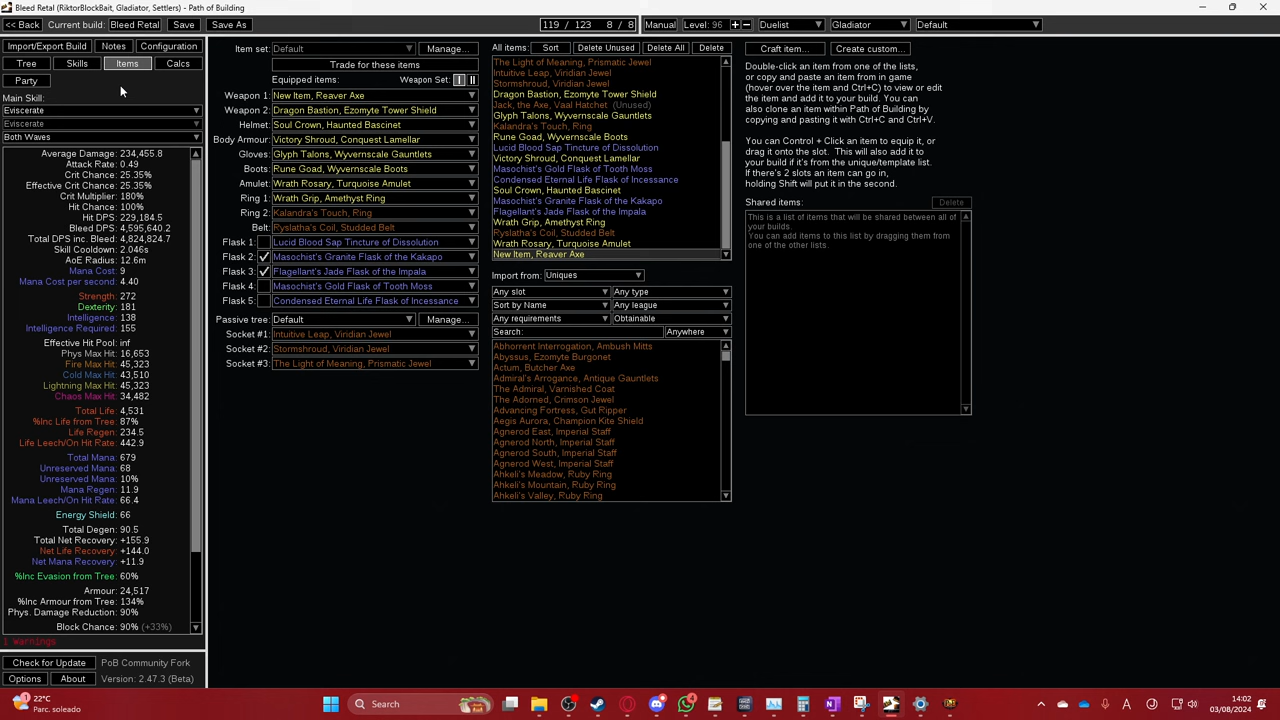 Bleed Retal (RiktorBlockBait, Gladiator, Settlers) - Path of Building
<< Back
Current build: Bleed Retal
Save
Save As
119 / 123 8 / 8
Manual
Level: 96
Duelist
Gladiator
Default
Import/Export Build
Notes
Configuration
Tree
Skills
Items
Calcs
Party
Main Skill:
Eviscerate
Eviscerate
Both Waves
Average Damage: 234,455.8
Attack Rate: 0.49
Crit Chance: 25.35%
Effective Crit Chance: 25.35%
Crit Multiplier: 180%
Hit Chance: 100%
Hit DPS: 229,184.5
Bleed DPS: 4,595,640.2
Total DPS inc. Bleed: 4,824,824.7
Skill Cooldown: 2.046s
AoE Radius: 12.6m
Mana Cost: 9
Mana Cost per second: 4.40
Strength: 272
Dexterity: 181
Intelligence: 138
Intelligence Required: 155
Effective Hit Pool: inf
Phys Max Hit: 16,653
Fire Max Hit: 45,323
Cold Max Hit: 43,510
Lightning Max Hit: 45,323
Chaos Max Hit: 34,482
Total Life: 4,531
%Inc Life from Tree: 87%
Life Regen: 234.5
Life Leech/On Hit Rate: 442.9
Total Mana: 679
Unreserved Mana: 68
Unreserved Mana: 10%
Mana Regen: 11.9
Mana Leech/On Hit Rate: 66.4
Energy Shield: 66
Total Degen: 90.5
Total Net Recovery: +155.9
Net Life Recovery: +144.0
Net Mana Recovery: +11.9
%Inc Evasion from Tree: 60%
Armour: 24,517
%Inc Armour from Tree: 134%
Phys. Damage Reduction: 90%
Block Chance: 90% (+33%)
1 Warnings
Check for Update
PoB Community Fork
Options
About
Version: 2.47.3 (Beta)
Item set: Default
Manage...
Trade for these items
Equipped items:
Weapon Set: I II
Weapon 1: New Item, Reaver Axe
Weapon 2: Dragon Bastion, Ezomyte Tower Shield
Helmet: Soul Crown, Haunted Bascinet
Body Armour: Victory Shroud, Conquest Lamellar
Gloves: Glyph Talons, Wyvernscale Gauntlets
Boots: Rune Goad, Wyvernscale Boots
Amulet: Wrath Rosary, Turquoise Amulet
Ring 1: Wrath Grip, Amethyst Ring
Ring 2: Kalandra's Touch, Ring
Belt: Ryslatha's Coil, Studded Belt
Flask 1: Lucid Blood Sap Tincture of Dissolution
Flask 2: Masochist's Granite Flask of the Kakapo
Flask 3: Flagellant's Jade Flask of the Impala
Flask 4: Masochist's Gold Flask of Tooth Moss
Flask 5: Condensed Eternal Life Flask of Incessance
Passive tree: Default
Manage...
Socket #1: Intuitive Leap, Viridian Jewel
Socket #2: Stormshroud, Viridian Jewel
Socket #3: The Light of Meaning, Prismatic Jewel
All items:
Sort
Delete Unused
Delete All
Delete
The Light of Meaning, Prismatic Jewel
Intuitive Leap, Viridian Jewel
Stormshroud, Viridian Jewel
Dragon Bastion, Ezomyte Tower Shield
Jack, the Axe, Vaal Hatchet (Unused)
Glyph Talons, Wyvernscale Gauntlets
Kalandra's Touch, Ring
Rune Goad, Wyvernscale Boots
Lucid Blood Sap Tincture of Dissolution
Victory Shroud, Conquest Lamellar
Masochist's Gold Flask of Tooth Moss
Condensed Eternal Life Flask of Incessance
Soul Crown, Haunted Bascinet
Masochist's Granite Flask of the Kakapo
Flagellant's Jade Flask of the Impala
Wrath Grip, Amethyst Ring
Ryslatha's Coil, Studded Belt
Wrath Rosary, Turquoise Amulet
New Item, Reaver Axe
Import from: Uniques
Any slot
Any type
Sort by Name
Any league
Any requirements
Obtainable
Search:
Anywhere
Abhorrent Interrogation, Ambush Mitts
Abyssus, Ezomyte Burgonet
Actum, Butcher Axe
Admiral's Arrogance, Antique Gauntlets
The Admiral, Varnished Coat
The Adorned, Crimson Jewel
Advancing Fortress, Gut Ripper
Aegis Aurora, Champion Kite Shield
Agnerod East, Imperial Staff
Agnerod North, Imperial Staff
Agnerod South, Imperial Staff
Agnerod West, Imperial Staff
Ahkeli's Meadow, Ruby Ring
Ahkeli's Mountain, Ruby Ring
Ahkeli's Valley, Ruby Ring
Craft item...
Create custom...
Double-click an item from one of the lists,
or copy and paste an item from in game
(hover over the item and Ctrl+C) to view or edit
the item and add it to your build. You can
also clone an item within Path of Building by
copying and pasting it with Ctrl+C and Ctrl+V.
You can Control + Click an item to equip it, or
drag it onto the slot. This will also add it to
your build if it's from the unique/template list.
If there's 2 slots an item can go in,
holding Shift will put it in the second.
Shared items:
Delete
This is a list of items that will be shared between all of
your builds.
You can add items to this list by dragging them from
one of the other lists.
22°C
Parc. soleado
Search
14:02
03/08/2024